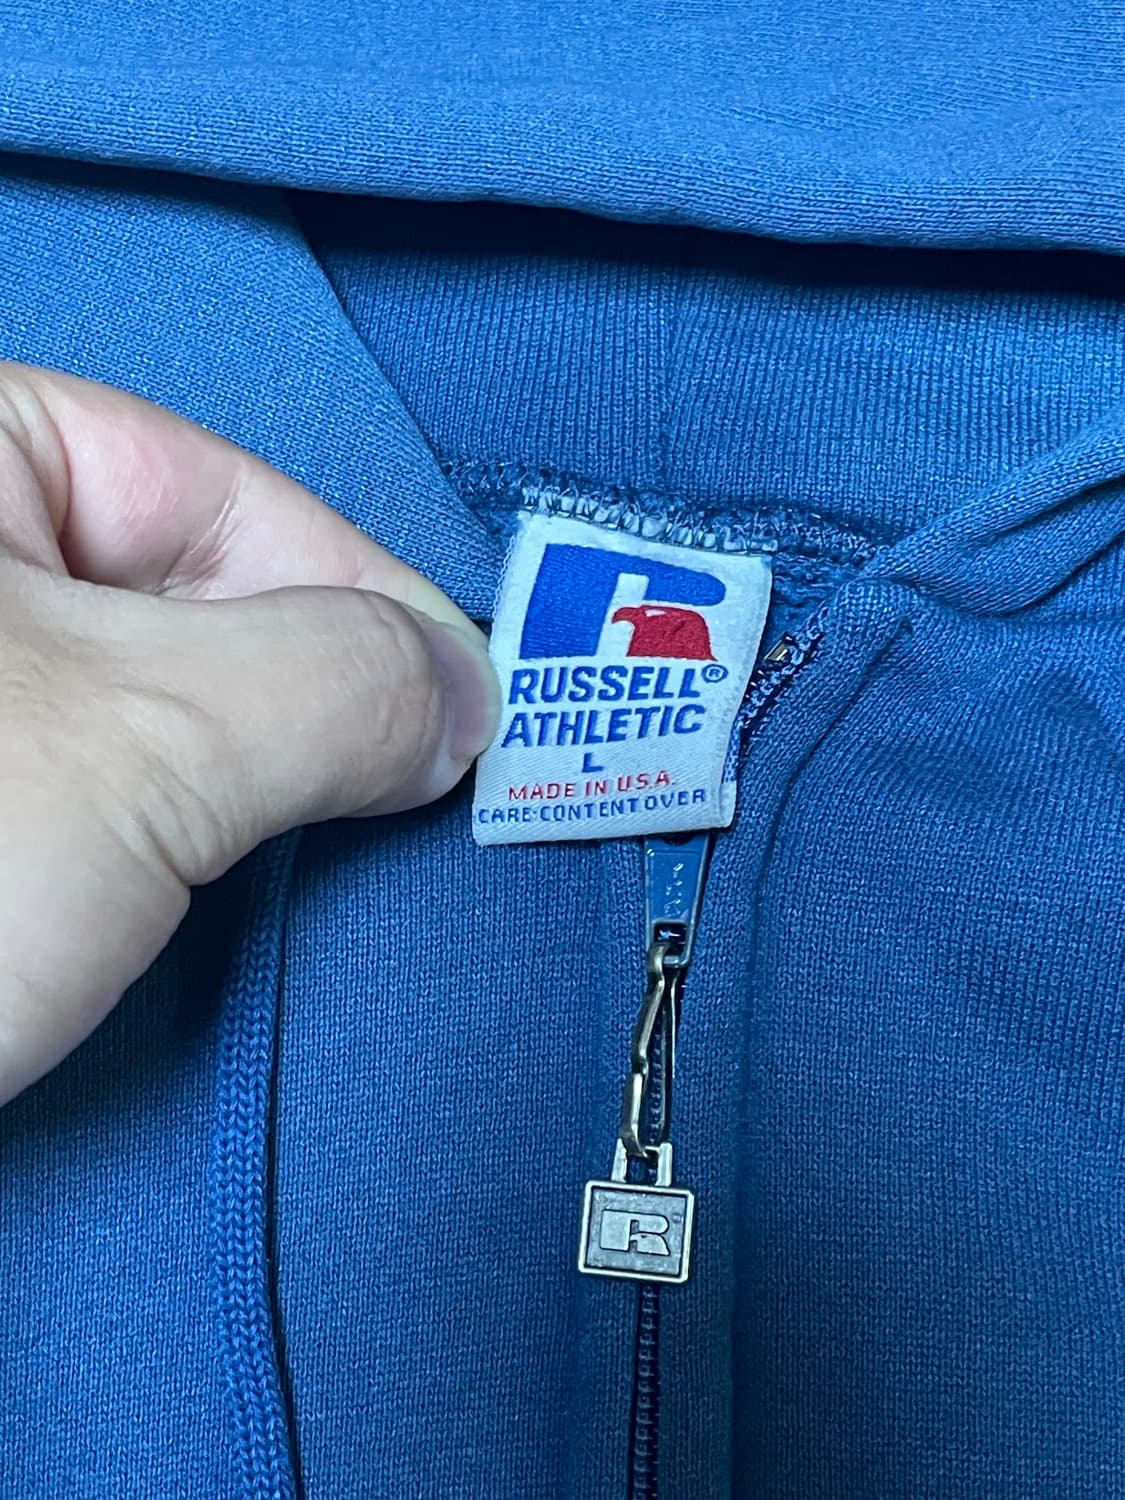 R
RUSSELL®
ATHLETIC
L
MADE IN U.S.A.
CARE·CONTENT OVER
R